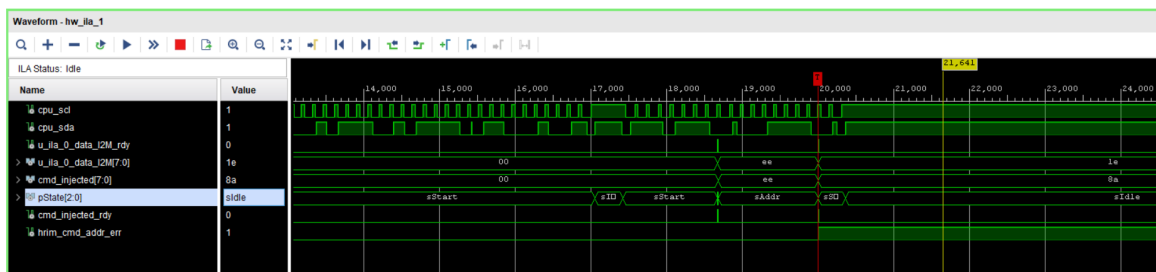 Waveform - hw_ila_1
ILA Status: Idle
Name Value
cpu_scl 1
cpu_sda 1
u_ila_0_data_I2M_rdy 0
u_ila_0_data_I2M[7:0] 1e
cmd_injected[7:0] 8a
pState[2:0] sIdle
cmd_injected_rdy 0
hrim_cmd_addr_err 1
21,641
T
14,000 15,000 16,000 17,000 18,000 19,000 20,000 21,000 22,000 23,000 24,000
00 ee 1e
00 ee 8a
sStart sID sStart sAddr sSD sIdle